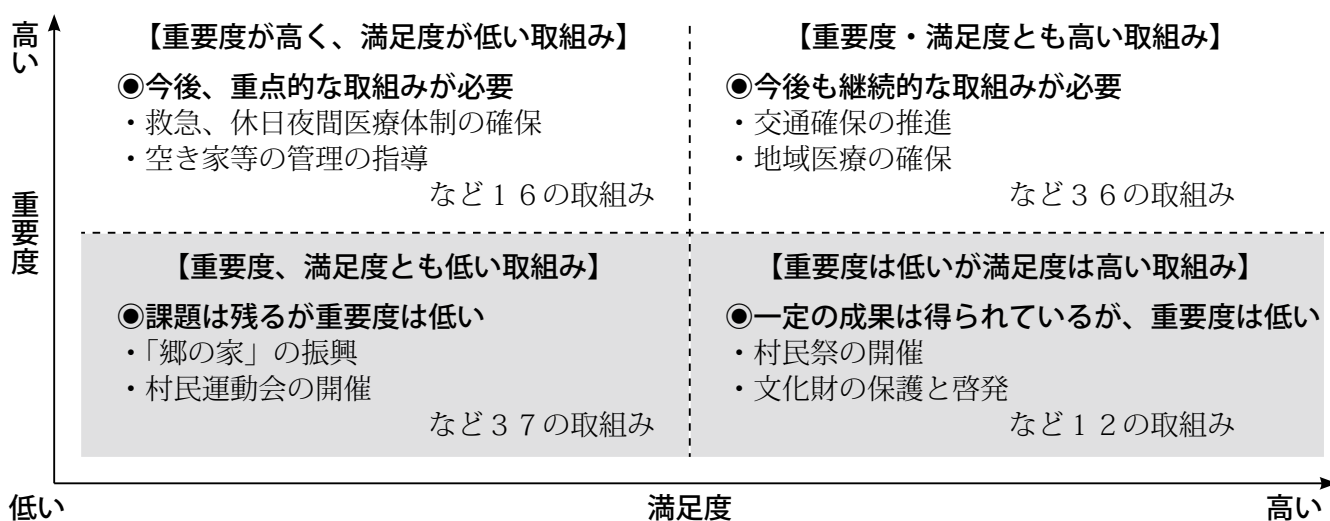 高い
重要度
【重要度が高く、満足度が低い取組み】
◉今後、重点的な取組みが必要
・救急、休日夜間医療体制の確保
・空き家等の管理の指導
など１６の取組み
【重要度・満足度とも高い取組み】
◉今後も継続的な取組みが必要
・交通確保の推進
・地域医療の確保
など３６の取組み
【重要度、満足度とも低い取組み】
◉課題は残るが重要度は低い
・「郷の家」の振興
・村民運動会の開催
など３７の取組み
【重要度は低いが満足度は高い取組み】
◉一定の成果は得られているが、重要度は低い
・村民祭の開催
・文化財の保護と啓発
など１２の取組み
低い
満足度
高い